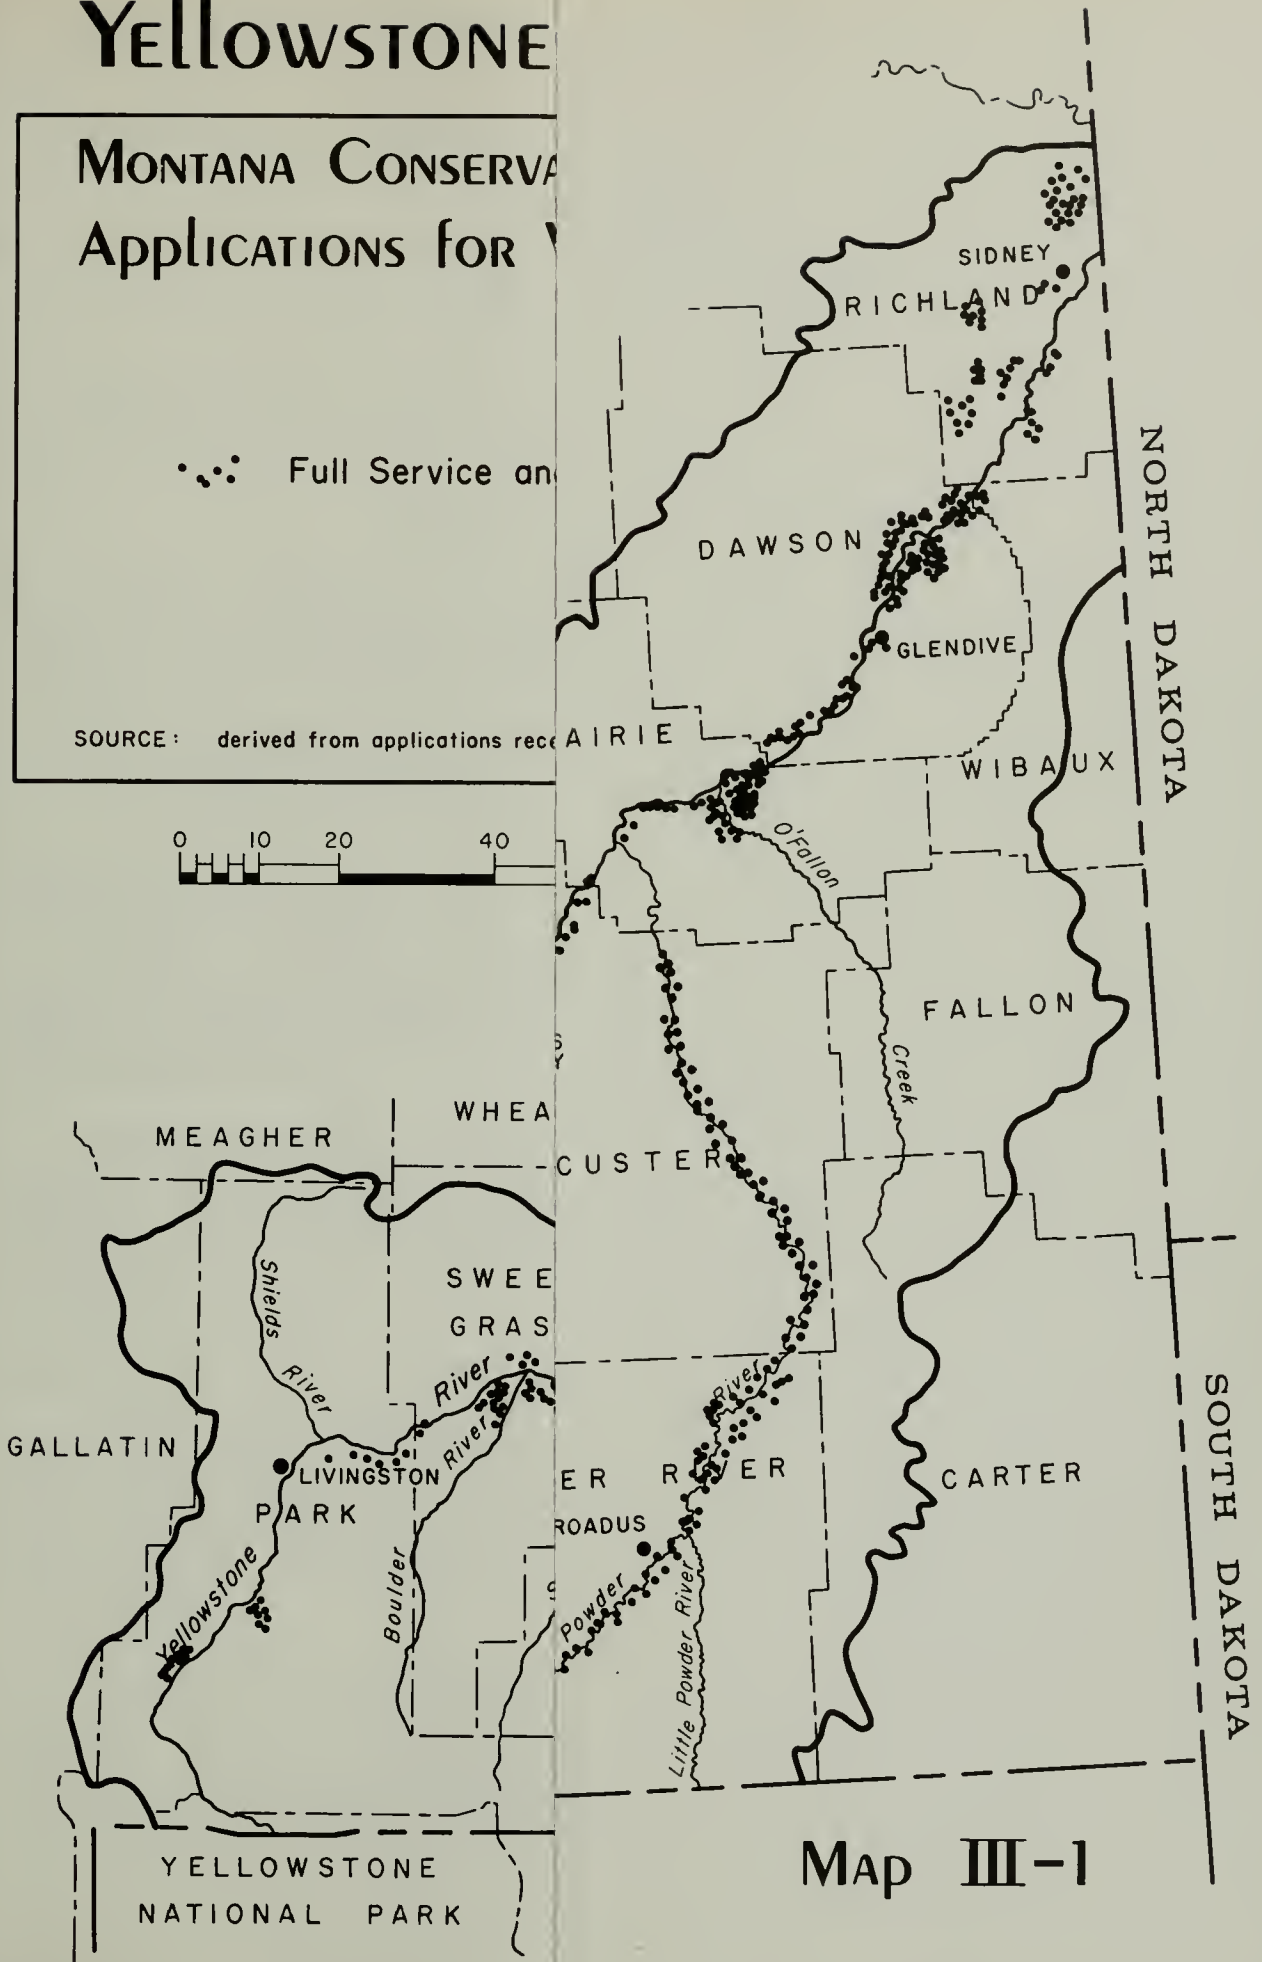 Yellowstone
Montana Conserva
Applications for
Full Service an
SOURCE: derived from applications rece
0 10 20 40
MEAGHER
WHEA
SWEE
GRAS
Shields
River
River
River
GALLATIN
LIVINGSTON
PARK
Yellowstone
Boulder
YELLOWSTONE
NATIONAL PARK
SIDNEY
RICHLAND
NORTH DAKOTA
DAWSON
GLENDIVE
AIRIE
WIBAUX
O'Fallon
Creek
FALLON
CUSTER
River
ER RIVER
ROADUS
CARTER
Powder
Little Powder River
SOUTH DAKOTA
Map III-1